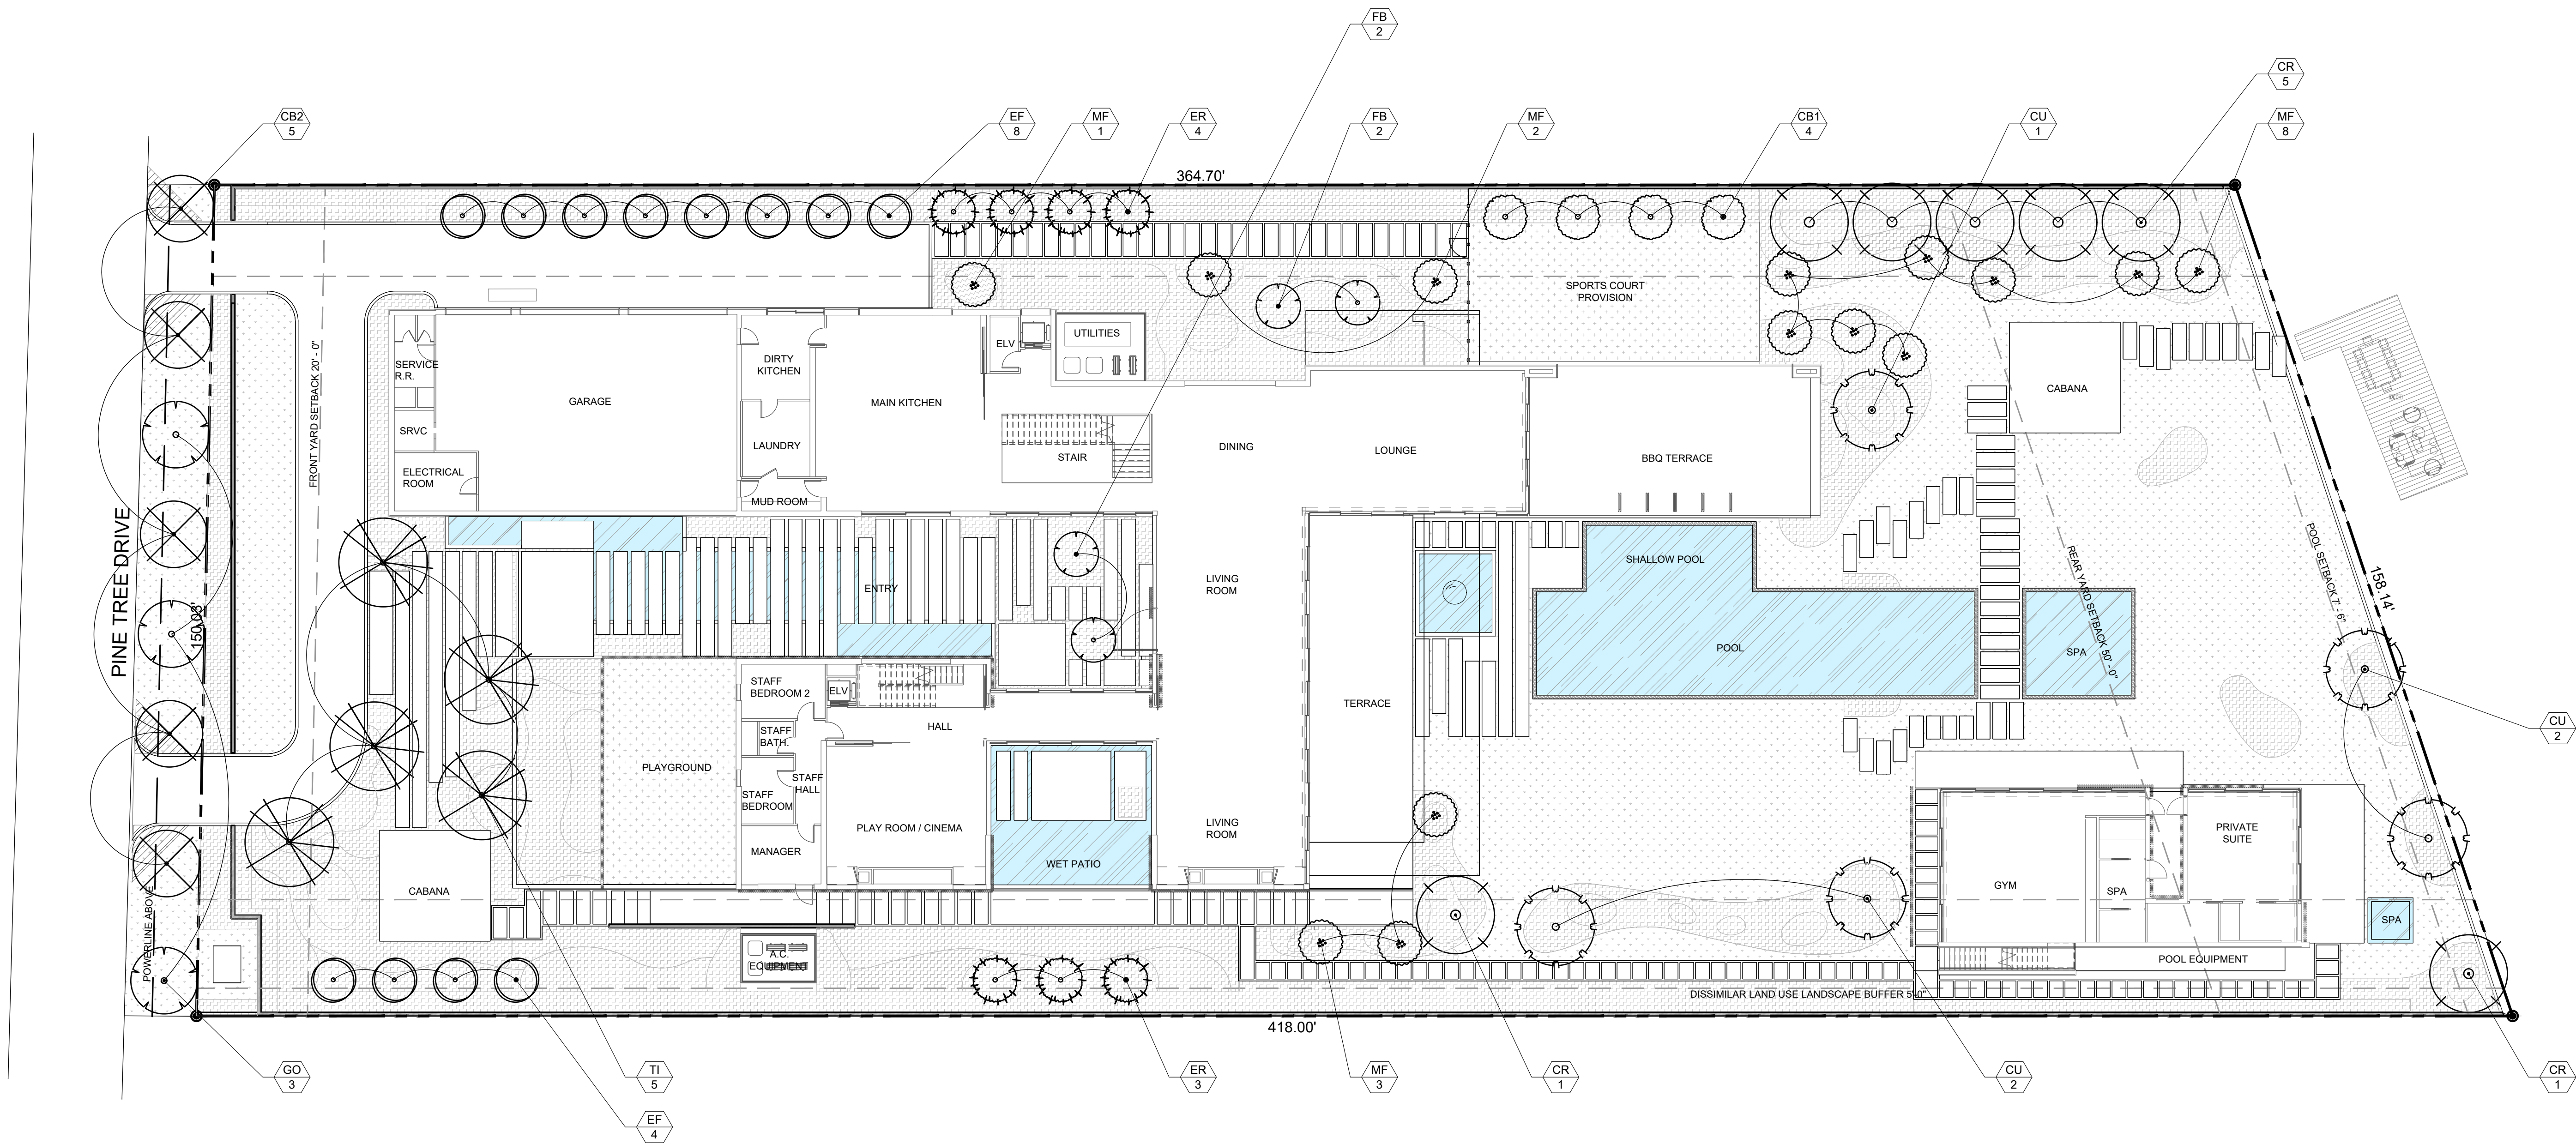 FB
2
CR
5
CB2
5
EF
8
MF
1
ER
4
FB
2
MF
2
CB1
4
CU
1
MF
8
364.70'
SPORTS COURT
PROVISION
UTILITIES
ELV 1
SERVICE
R.R.
DIRTY
KITCHEN
GARAGE
MAIN KITCHEN
CABANA
SRVC
LAUNDRY
DINING
LOUNGE
STAIR
BBQ TERRACE
ELECTRICAL
ROOM
MUD ROOM
FRONT YARD SETBACK 20' - 0"
PINE TREE DRIVE
150.03'
ENTRY
LIVING
ROOM
SHALLOW POOL
POOL
SPA
REAR YARD SETBACK 50' - 0"
POOL SETBACK 7' - 6"
158.14'
STAFF
BEDROOM 2
ELV
TERRACE
HALL
STAFF
BATH.
CU
2
PLAYGROUND
STAFF
HALL
STAFF
BEDROOM
PLAY ROOM / CINEMA
LIVING
ROOM
PRIVATE
SUITE
MANAGER
WET PATIO
CABANA
GYM
SPA
SPA
POWERLINE ABOVE
A.C.
EQUIPMENT
POOL EQUIPMENT
DISSIMILAR LAND USE LANDSCAPE BUFFER 5'-0"
418.00'
GO
3
TI
5
ER
3
MF
3
CR
1
CU
2
CR
1
EF
4